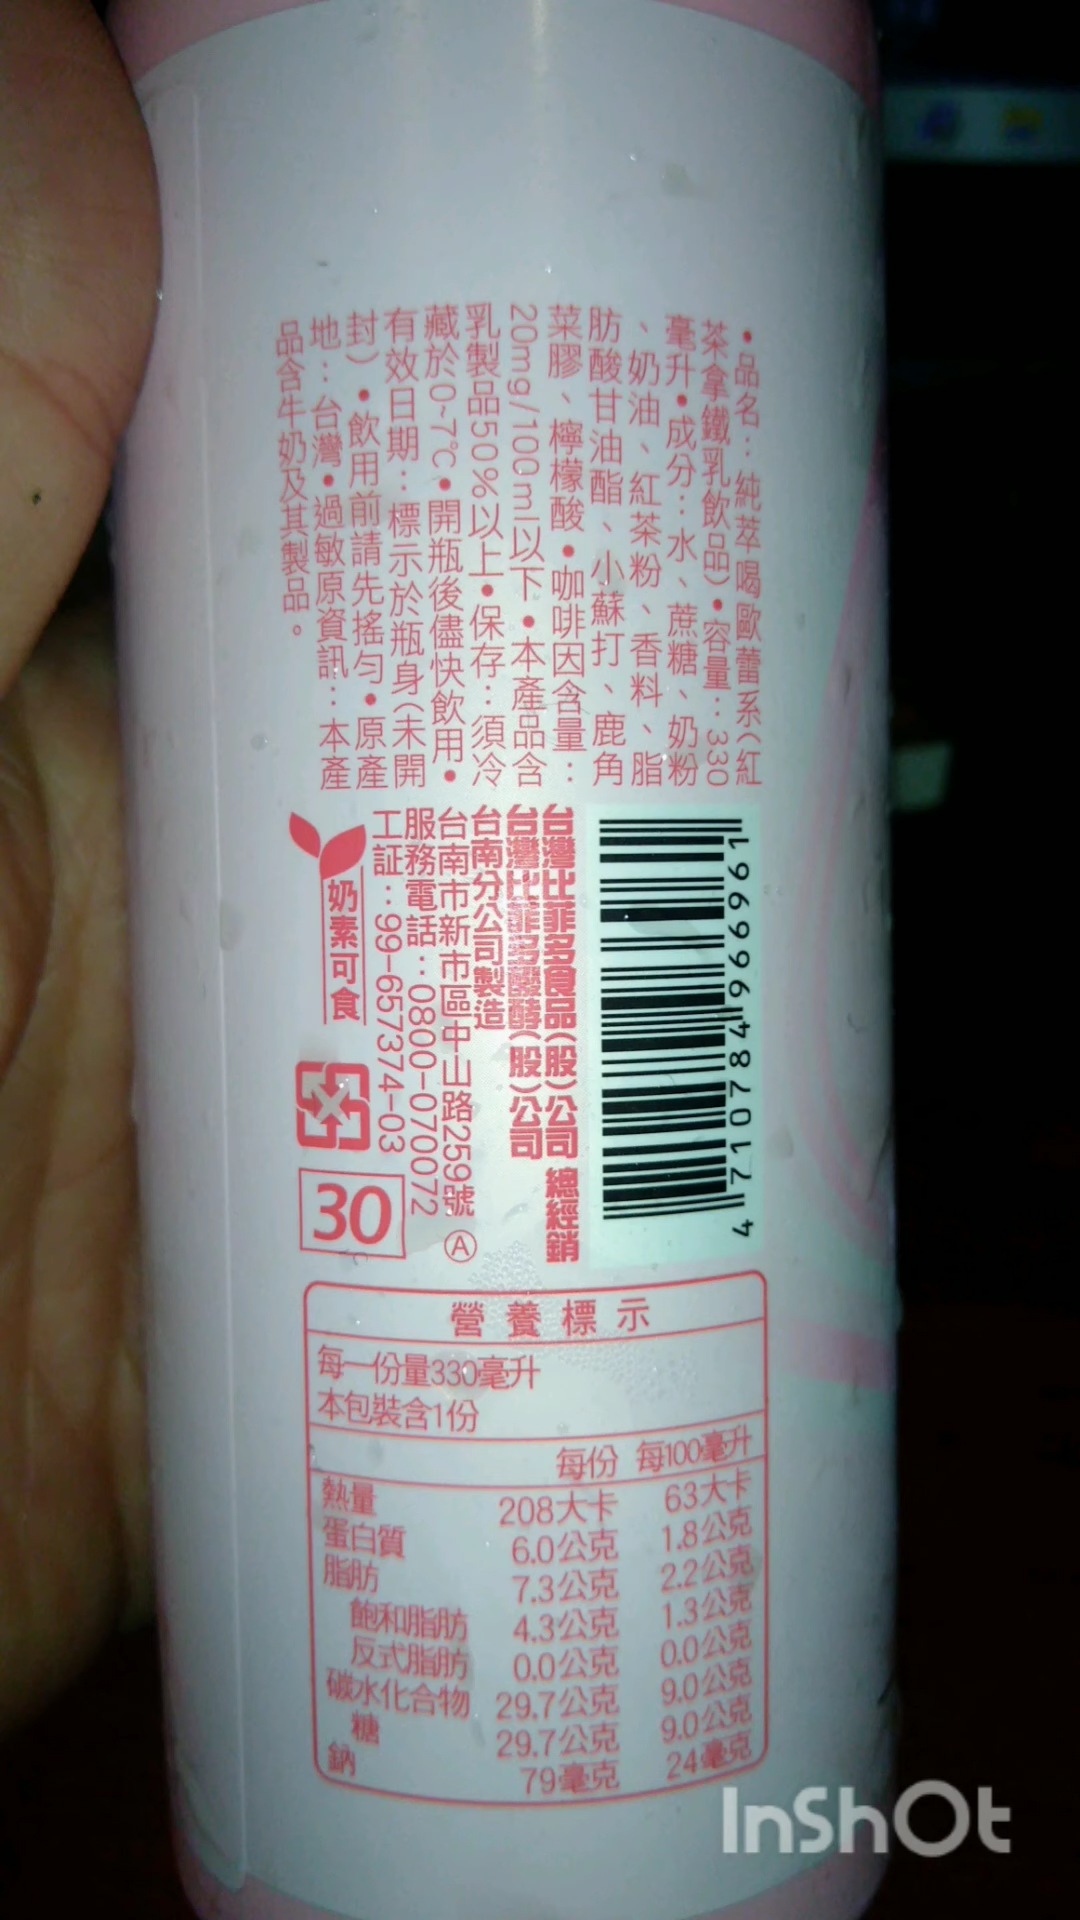 •品名：純萃喝歐蕾系(紅
茶拿鐵乳飲品)•容量：330
毫升•成分：水、蔗糖、奶粉
、奶油、紅茶粉、香料、脂
肪酸甘油酯、小蘇打、鹿角
菜膠、檸檬酸•咖啡因含量：
20mg/100ml以下•本產品含
乳製品50%以上•保存：須冷
藏於0~7℃•開瓶後儘快飲用•
有效日期：標示於瓶身(未開
封)•飲用前請先搖勻•原產
地：台灣•過敏原資訊：本產
品含牛奶及其製品。
4 710784 699991
台灣比菲多食品(股)公司 總經銷
台灣比菲多醱酵(股)公司
台南分公司製造
台南市新市區中山路259號 Ⓐ
服務電話：0800-070072
工証：99-657374-03
奶素可食
30
營養標示
每一份量330毫升
本包裝含1份
每份 每100毫升
熱量 208大卡 63大卡
蛋白質 6.0公克 1.8公克
脂肪 7.3公克 2.2公克
飽和脂肪 4.3公克 1.3公克
反式脂肪 0.0公克 0.0公克
碳水化合物 29.7公克 9.0公克
糖 29.7公克 9.0公克
鈉 79毫克 24毫克
InShOt